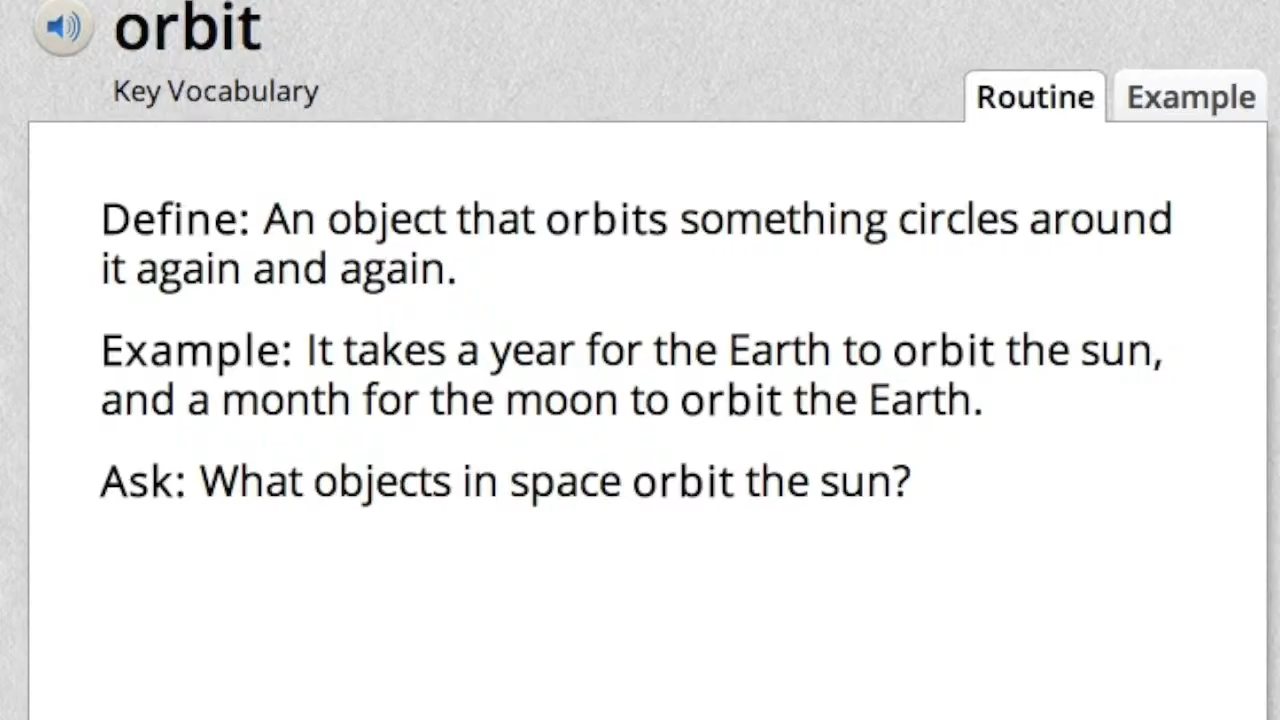 orbit
Key Vocabulary
Routine
Example
Define: An object that orbits something circles around
it again and again.
Example: It takes a year for the Earth to orbit the sun,
and a month for the moon to orbit the Earth.
Ask: What objects in space orbit the sun?